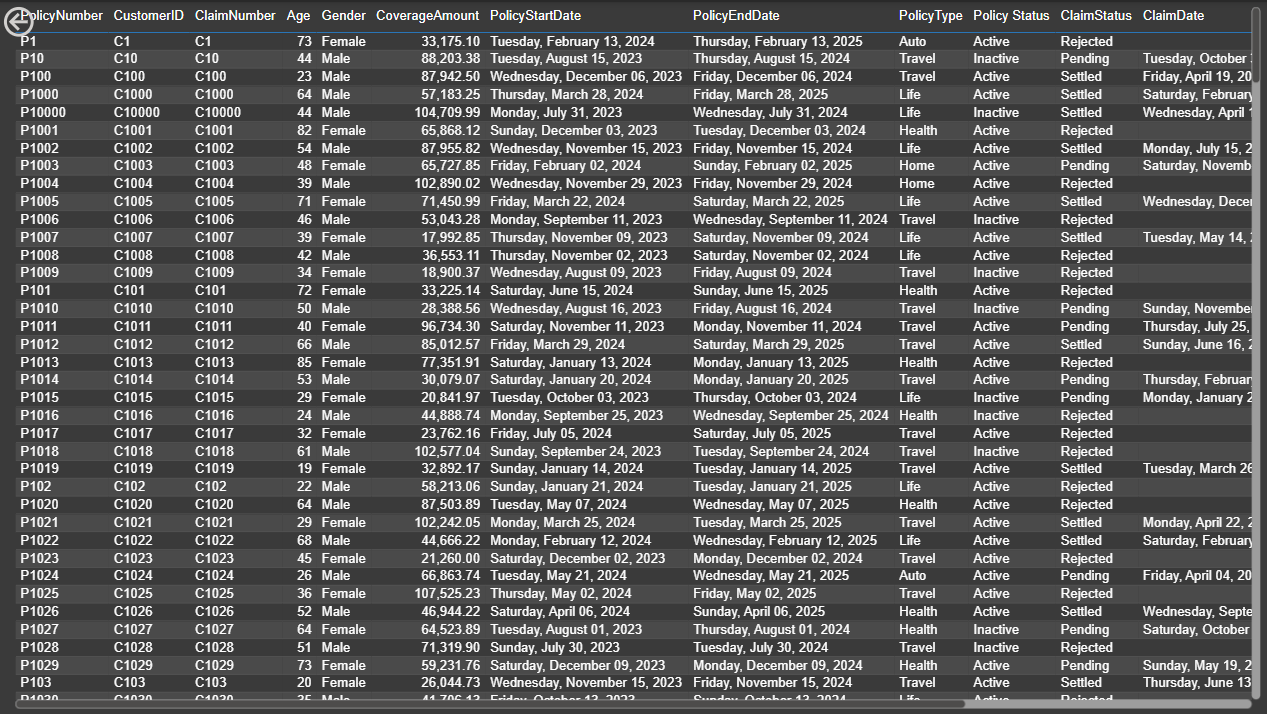 PolicyNumber CustomerID ClaimNumber Age Gender CoverageAmount PolicyStartDate PolicyEndDate PolicyType Policy Status ClaimStatus ClaimDate
P1 C1 C1 73 Female 33,175.10 Tuesday, February 13, 2024 Thursday, February 13, 2025 Auto Active Rejected
P10 C10 C10 44 Male 88,203.38 Tuesday, August 15, 2023 Thursday, August 15, 2024 Travel Inactive Pending Tuesday, October
P100 C100 C100 23 Male 87,942.50 Wednesday, December 06, 2023 Friday, December 06, 2024 Travel Active Settled Friday, April 19, 20
P1000 C1000 C1000 64 Male 57,183.25 Thursday, March 28, 2024 Friday, March 28, 2025 Life Active Settled Saturday, February
P10000 C10000 C10000 44 Male 104,709.99 Monday, July 31, 2023 Wednesday, July 31, 2024 Life Inactive Settled Wednesday, April
P1001 C1001 C1001 82 Female 65,868.12 Sunday, December 03, 2023 Tuesday, December 03, 2024 Health Active Rejected
P1002 C1002 C1002 54 Male 87,955.82 Wednesday, November 15, 2023 Friday, November 15, 2024 Life Active Settled Monday, July 15, 2
P1003 C1003 C1003 48 Female 65,727.85 Friday, February 02, 2024 Sunday, February 02, 2025 Home Active Pending Saturday, Novemb
P1004 C1004 C1004 39 Male 102,890.02 Wednesday, November 29, 2023 Friday, November 29, 2024 Home Active Rejected
P1005 C1005 C1005 71 Female 71,450.99 Friday, March 22, 2024 Saturday, March 22, 2025 Life Active Settled Wednesday, Dece
P1006 C1006 C1006 46 Male 53,043.28 Monday, September 11, 2023 Wednesday, September 11, 2024 Travel Inactive Rejected
P1007 C1007 C1007 39 Female 17,992.85 Thursday, November 09, 2023 Saturday, November 09, 2024 Life Active Settled Tuesday, May 14,
P1008 C1008 C1008 42 Male 36,553.11 Thursday, November 02, 2023 Saturday, November 02, 2024 Life Active Rejected
P1009 C1009 C1009 34 Female 18,900.37 Wednesday, August 09, 2023 Friday, August 09, 2024 Travel Inactive Rejected
P101 C101 C101 72 Female 33,225.14 Saturday, June 15, 2024 Sunday, June 15, 2025 Health Active Rejected
P1010 C1010 C1010 50 Male 28,388.56 Wednesday, August 16, 2023 Friday, August 16, 2024 Travel Inactive Pending Sunday, Novembe
P1011 C1011 C1011 40 Female 96,734.30 Saturday, November 11, 2023 Monday, November 11, 2024 Travel Active Pending Thursday, July 25,
P1012 C1012 C1012 66 Male 85,012.57 Friday, March 29, 2024 Saturday, March 29, 2025 Travel Active Settled Sunday, June 16, 2
P1013 C1013 C1013 85 Female 77,351.91 Saturday, January 13, 2024 Monday, January 13, 2025 Health Active Rejected
P1014 C1014 C1014 53 Male 30,079.07 Saturday, January 20, 2024 Monday, January 20, 2025 Travel Active Pending Thursday, Februar
P1015 C1015 C1015 29 Female 20,841.97 Tuesday, October 03, 2023 Thursday, October 03, 2024 Life Inactive Pending Monday, January 2
P1016 C1016 C1016 24 Male 44,888.74 Monday, September 25, 2023 Wednesday, September 25, 2024 Health Inactive Rejected
P1017 C1017 C1017 32 Female 23,762.16 Friday, July 05, 2024 Saturday, July 05, 2025 Travel Active Rejected
P1018 C1018 C1018 61 Male 102,577.04 Sunday, September 24, 2023 Tuesday, September 24, 2024 Travel Inactive Rejected
P1019 C1019 C1019 19 Female 32,892.17 Sunday, January 14, 2024 Tuesday, January 14, 2025 Travel Active Settled Tuesday, March 26
P102 C102 C102 22 Male 58,213.06 Sunday, January 21, 2024 Tuesday, January 21, 2025 Life Active Rejected
P1020 C1020 C1020 64 Male 87,503.89 Tuesday, May 07, 2024 Wednesday, May 07, 2025 Health Active Rejected
P1021 C1021 C1021 29 Female 102,242.05 Monday, March 25, 2024 Tuesday, March 25, 2025 Travel Active Settled Monday, April 22, 2
P1022 C1022 C1022 68 Male 44,666.22 Monday, February 12, 2024 Wednesday, February 12, 2025 Life Active Settled Saturday, February
P1023 C1023 C1023 45 Female 21,260.00 Saturday, December 02, 2023 Monday, December 02, 2024 Travel Active Rejected
P1024 C1024 C1024 26 Male 66,863.74 Tuesday, May 21, 2024 Wednesday, May 21, 2025 Auto Active Pending Friday, April 04, 20
P1025 C1025 C1025 36 Female 107,525.23 Thursday, May 02, 2024 Friday, May 02, 2025 Travel Active Rejected
P1026 C1026 C1026 52 Male 46,944.22 Saturday, April 06, 2024 Sunday, April 06, 2025 Health Active Settled Wednesday, Septe
P1027 C1027 C1027 64 Female 64,523.89 Tuesday, August 01, 2023 Thursday, August 01, 2024 Health Inactive Pending Saturday, October
P1028 C1028 C1028 51 Male 71,319.90 Sunday, July 30, 2023 Tuesday, July 30, 2024 Travel Inactive Rejected
P1029 C1029 C1029 73 Female 59,231.76 Saturday, December 09, 2023 Monday, December 09, 2024 Health Active Pending Sunday, May 19, 2
P103 C103 C103 20 Female 26,044.73 Wednesday, November 15, 2023 Friday, November 15, 2024 Travel Active Settled Thursday, June 13
P1030 C1030 C1030 35 Male 41,706.13 Friday, October 13, 2023 Sunday, October 13, 2024 Life Active Rejected